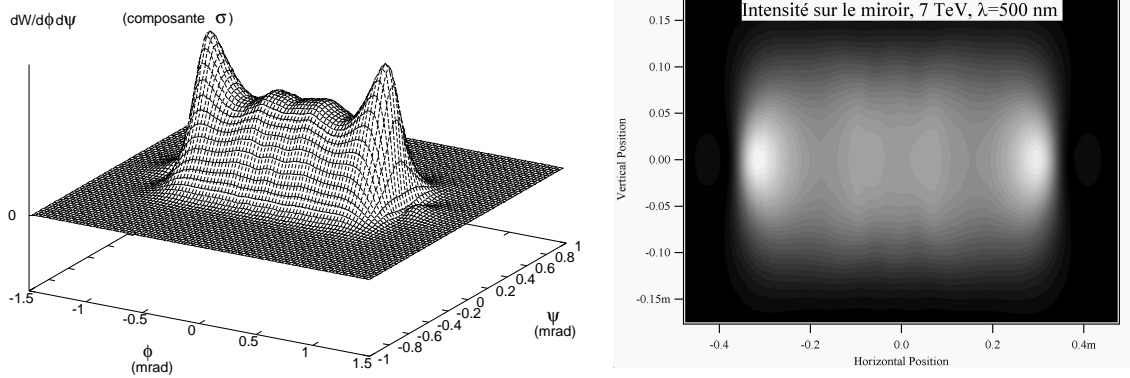 dW/dϕdψ (composante σ)
0
-1.5
-1
-0.5
0
0.5
1
1.5
ϕ
(mrad)
-1
-0.8
-0.6
-0.4
-0.2
0
0.2
0.4
0.6
0.8
1
ψ
(mrad)
Intensité sur le miroir, 7 TeV, λ=500 nm
Vertical Position
0.15
0.10
0.05
0.00
-0.05
-0.10
-0.15m
-0.4 -0.2 0.0 0.2 0.4m
Horizontal Position